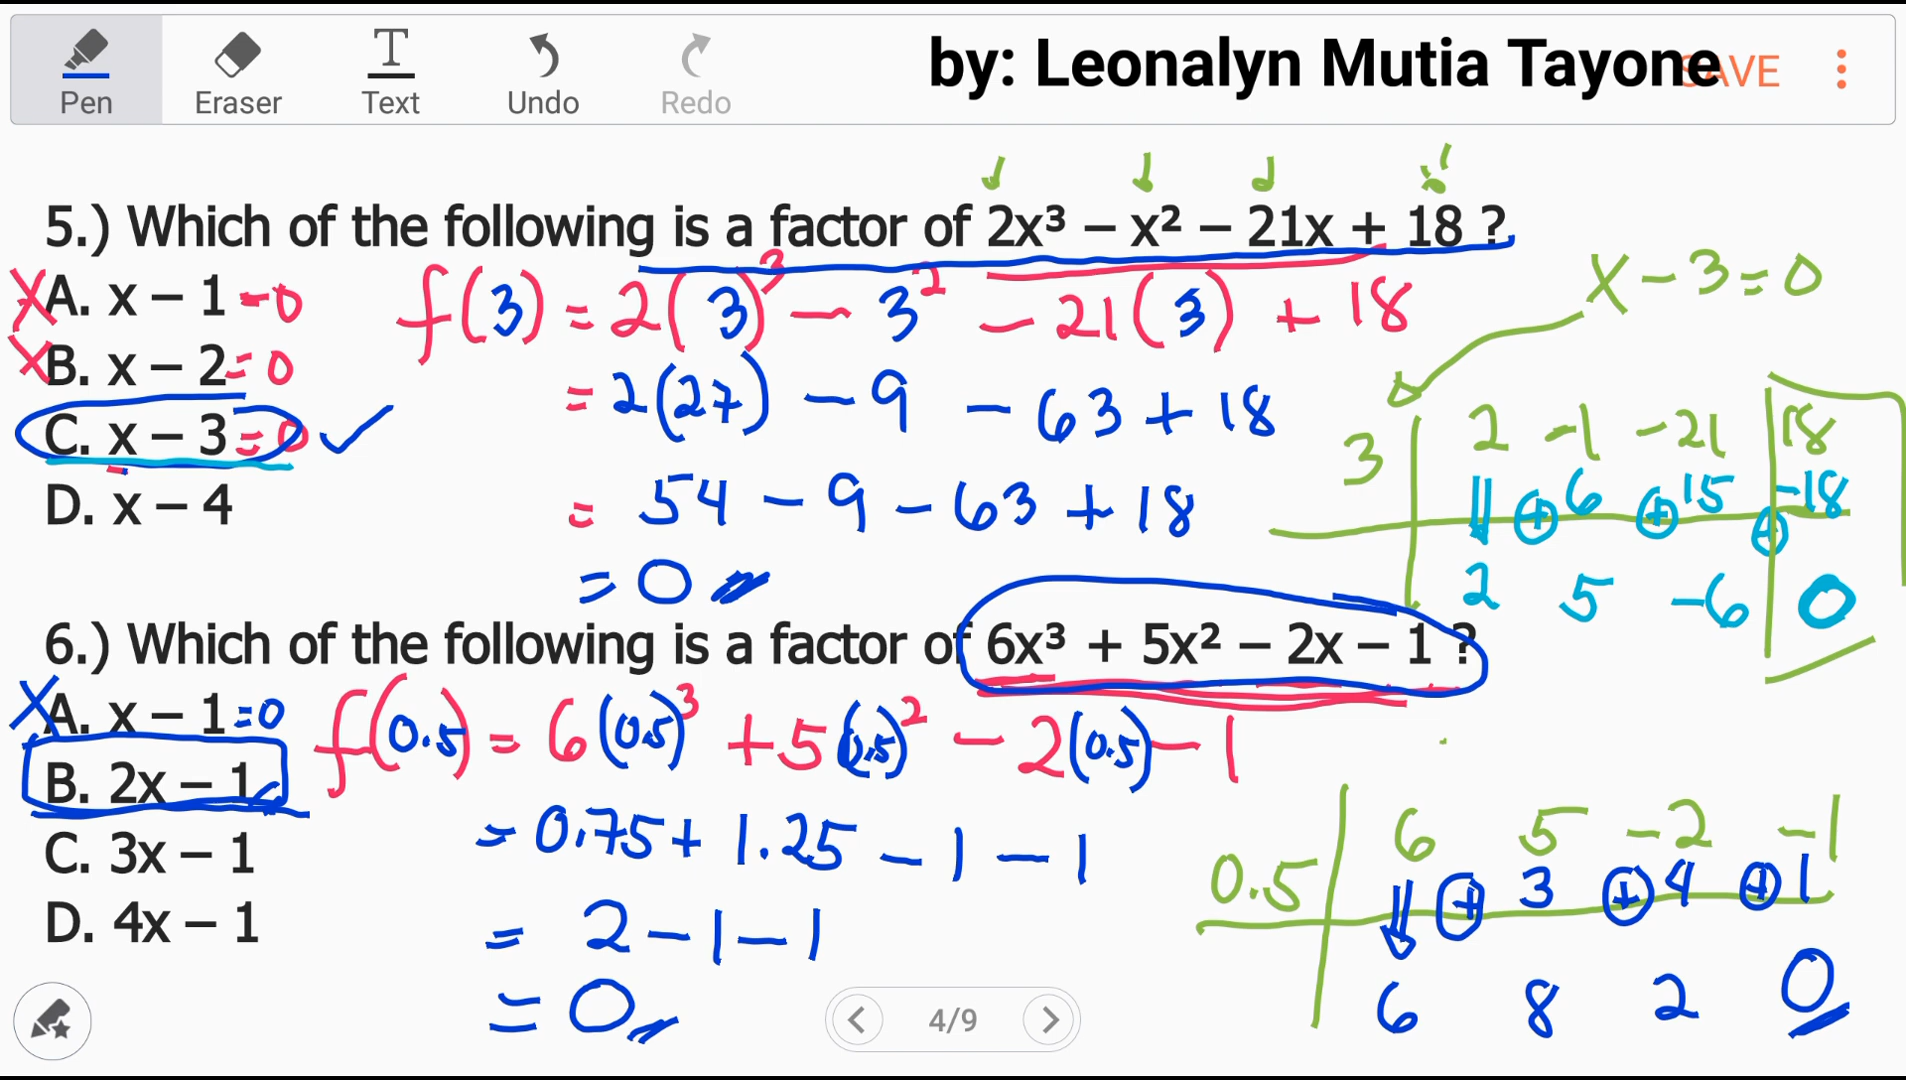 Pen Eraser Text Undo Redo by: Leonalyn Mutia Tayone SAVE
5.) Which of the following is a factor of 2x³ – x² – 21x + 18 ?
A. x – 1 = 0
B. x – 2 = 0
C. x – 3 = 0
D. x – 4
f(3) = 2(3)³ – 3² – 21(3) + 18
= 2(27) – 9 – 63 + 18
= 54 – 9 – 63 + 18
= 0
x – 3 = 0
3 2 -1 -21 18
+ 6 + 15 + -18
2 5 -6 0
6.) Which of the following is a factor of 6x³ + 5x² – 2x – 1 ?
A. x – 1 = 0
B. 2x – 1
C. 3x – 1
D. 4x – 1
f(0.5) = 6(0.5)³ + 5(0.5)² – 2(0.5) – 1
= 0.75 + 1.25 – 1 – 1
= 2 – 1 – 1
= 0
0.5 6 5 -2 -1
+ 3 + 4 + 1
6 8 2 0
4/9